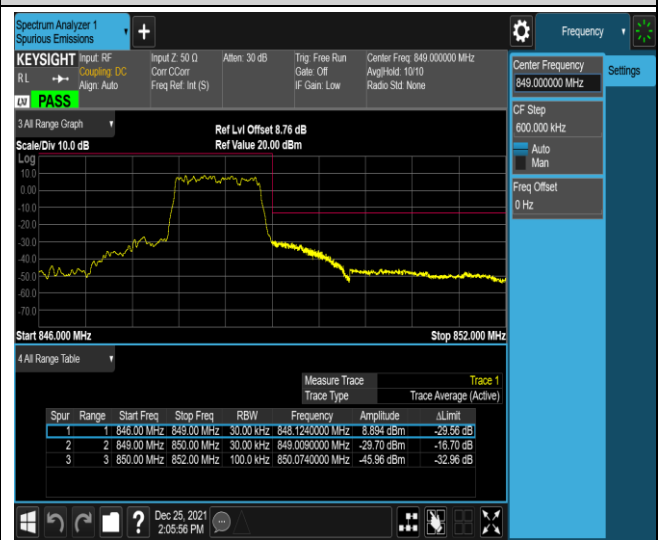 Spectrum Analyzer 1
Spurious Emissions
Frequency
KEYSIGHT Input: RF Input Z: 50 Ω Atten: 30 dB Trig: Free Run Center Freq: 849.000000 MHz
RL Coupling: DC Corr CCorr Gate: Off Avg|Hold: 10/10
Align: Auto Freq Ref: Int (S) IF Gain: Low Radio Std: None
LXI PASS
Center Frequency
849.000000 MHz
Settings
CF Step
600.000 kHz
Auto
Man
Freq Offset
0 Hz
3 All Range Graph
Ref Lvl Offset 8.76 dB
Scale/Div 10.0 dB Ref Value 20.00 dBm
Log
10.0
0.00
-10.0
-20.0
-30.0
-40.0
-50.0
-60.0
-70.0
Start 846.000 MHz Stop 852.000 MHz
4 All Range Table
Measure Trace Trace 1
Trace Type Trace Average (Active)
Spur Range Start Freq Stop Freq RBW Frequency Amplitude ΔLimit
1 1 846.00 MHz 849.00 MHz 30.00 kHz 848.1240000 MHz 8.894 dBm -29.56 dB
2 2 849.00 MHz 850.00 MHz 30.00 kHz 849.0090000 MHz -29.70 dBm -16.70 dB
3 3 850.00 MHz 852.00 MHz 100.0 kHz 850.0740000 MHz -45.96 dBm -32.96 dB
? Dec 25, 2021
2:05:56 PM